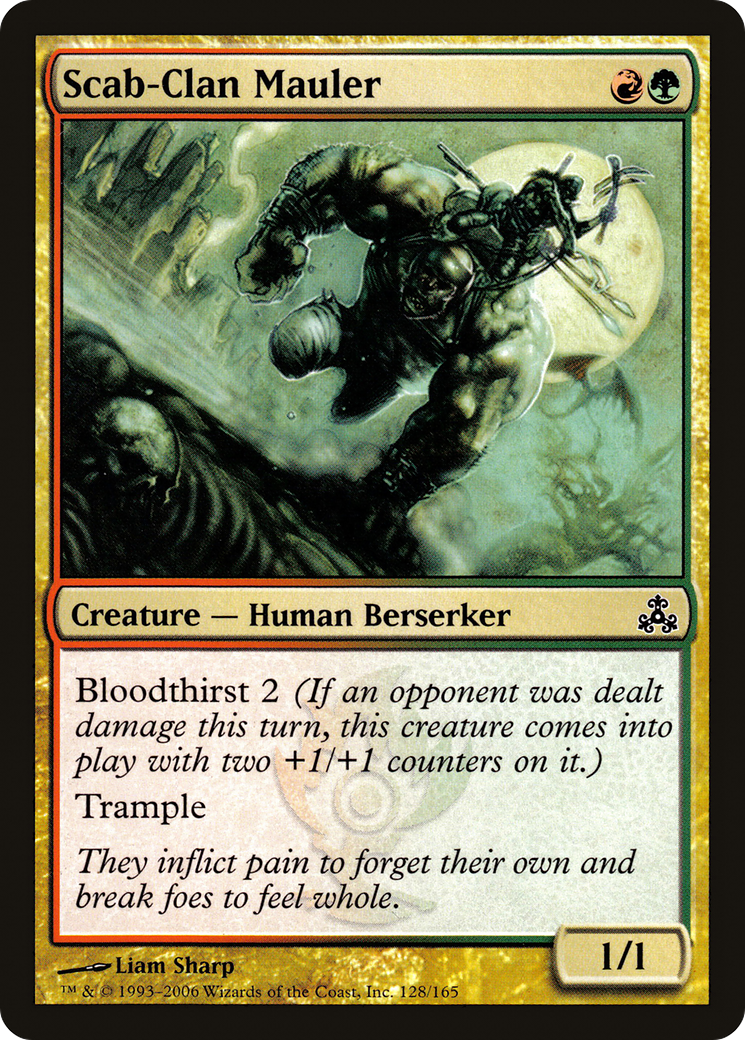 Scab-Clan Mauler
Creature — Human Berserker
Bloodthirst 2 (If an opponent was dealt
damage this turn, this creature comes into
play with two +1/+1 counters on it.)
Trample
They inflict pain to forget their own and
break foes to feel whole.
1/1
Liam Sharp
™ & © 1993–2006 Wizards of the Coast, Inc. 128/165